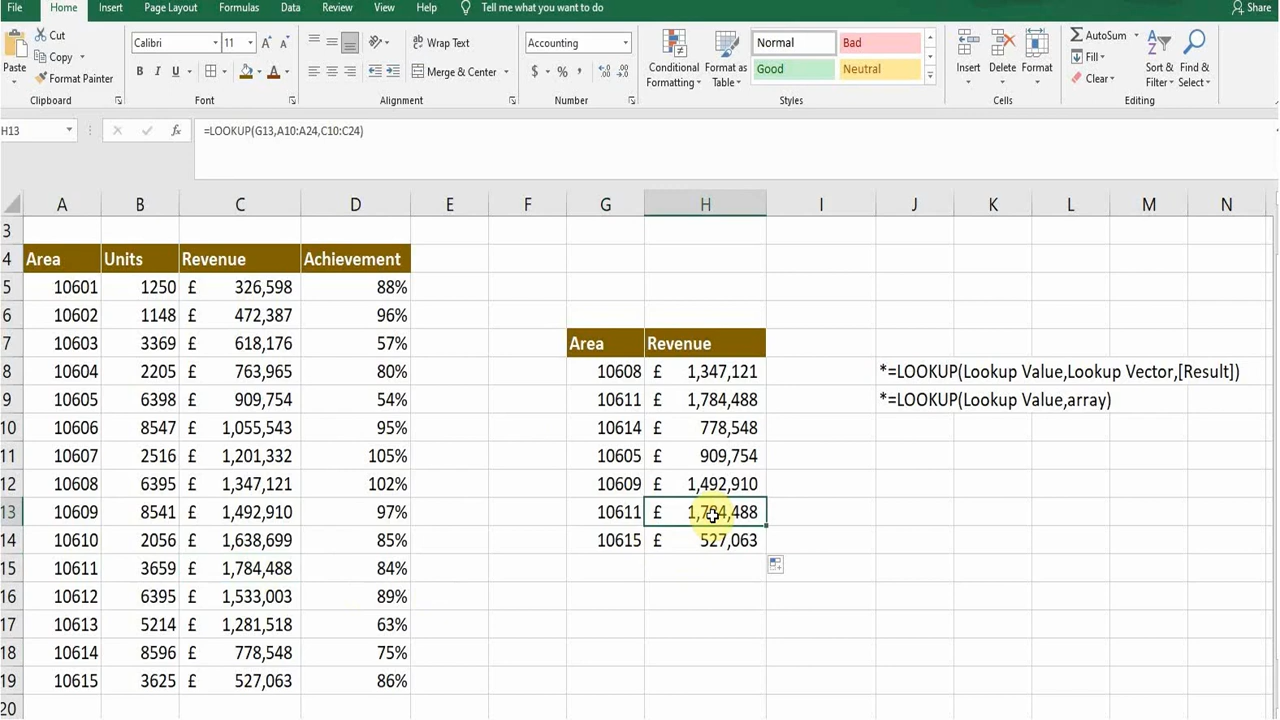 File Home Insert Page Layout Formulas Data Review View Help Tell me what you want to do Share
Paste Cut Copy Format Painter Clipboard
Calibri 11 B I U Font
Wrap Text Merge & Center Alignment
Accounting $ % , Number
Conditional Formatting Format as Table Normal Bad Good Neutral Styles
Insert Delete Format Cells
AutoSum Fill Clear Sort & Filter Find & Select Editing
H13 fx =LOOKUP(G13,A10:A24,C10:C24)
A B C D E F G H I J K L M N
3
4 Area Units Revenue Achievement
5 10601 1250 £ 326,598 88%
6 10602 1148 £ 472,387 96%
7 10603 3369 £ 618,176 57% Area Revenue
8 10604 2205 £ 763,965 80% 10608 £ 1,347,121 *=LOOKUP(Lookup Value,Lookup Vector,[Result])
9 10605 6398 £ 909,754 54% 10611 £ 1,784,488 *=LOOKUP(Lookup Value,array)
10 10606 8547 £ 1,055,543 95% 10614 £ 778,548
11 10607 2516 £ 1,201,332 105% 10605 £ 909,754
12 10608 6395 £ 1,347,121 102% 10609 £ 1,492,910
13 10609 8541 £ 1,492,910 97% 10611 £ 1,784,488
14 10610 2056 £ 1,638,699 85% 10615 £ 527,063
15 10611 3659 £ 1,784,488 84%
16 10612 6395 £ 1,533,003 89%
17 10613 5214 £ 1,281,518 63%
18 10614 8596 £ 778,548 75%
19 10615 3625 £ 527,063 86%
20